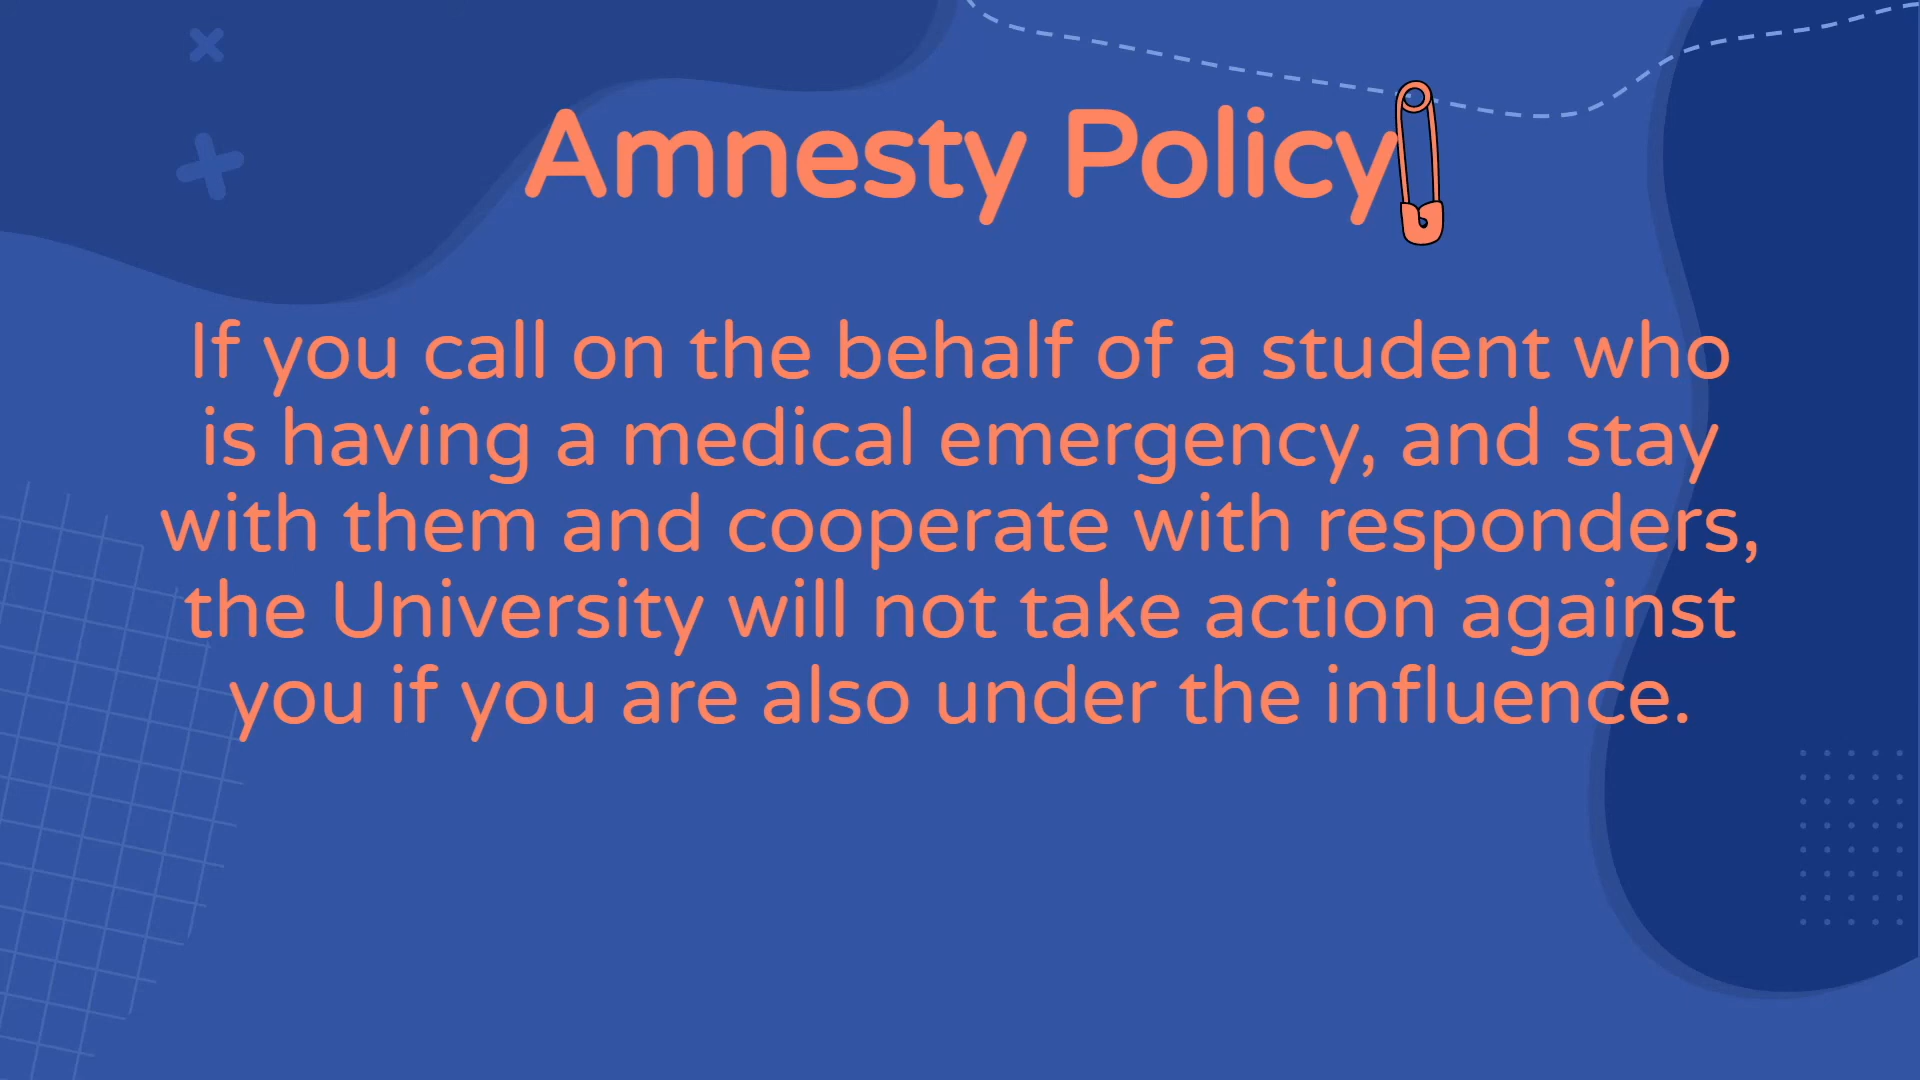 Amnesty Policy
If you call on the behalf of a student who
is having a medical emergency, and stay
with them and cooperate with responders,
the University will not take action against
you if you are also under the influence.